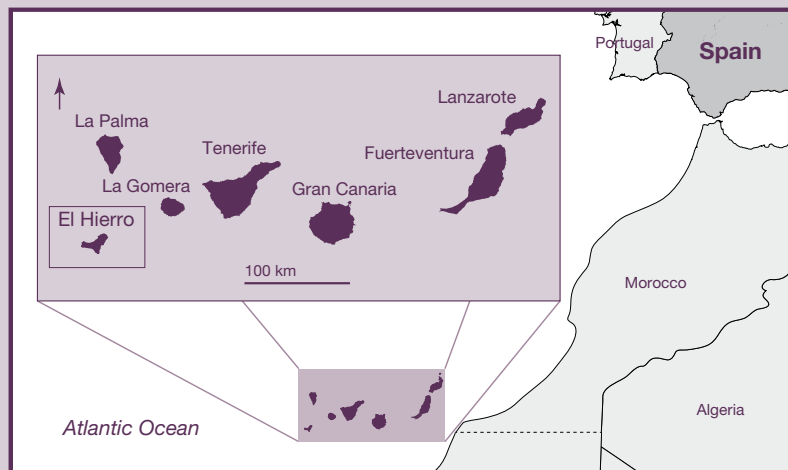 Portugal
Spain
Lanzarote
La Palma
Tenerife
Fuerteventura
La Gomera
Gran Canaria
El Hierro
100 km
Morocco
Algeria
Atlantic Ocean